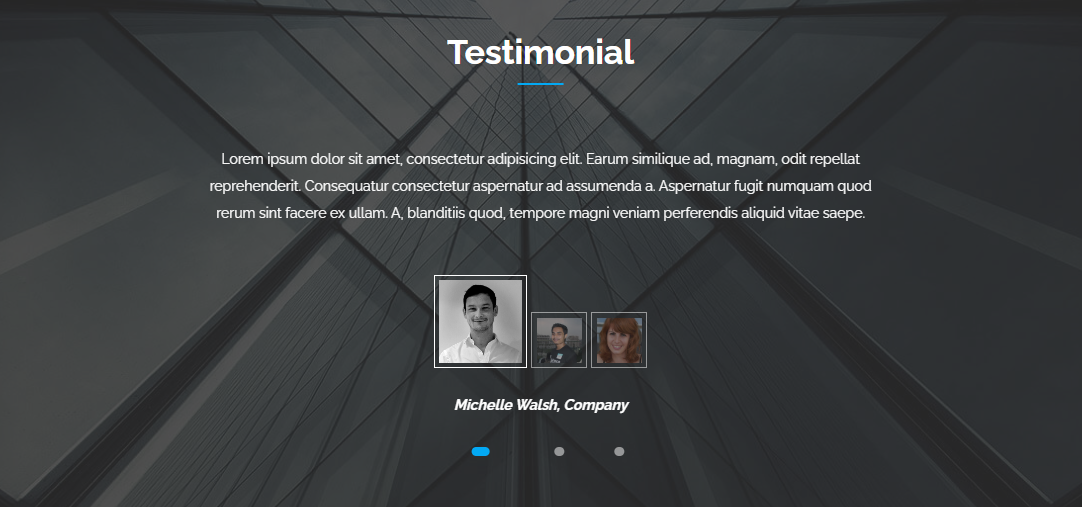 Testimonial
Lorem ipsum dolor sit amet, consectetur adipisicing elit. Earum similique ad, magnam, odit repellat
reprehenderit. Consequatur consectetur aspernatur ad assumenda a. Aspernatur fugit numquam quod
rerum sint facere ex ullam. A, blanditiis quod, tempore magni veniam perferendis aliquid vitae saepe.
Michelle Walsh, Company